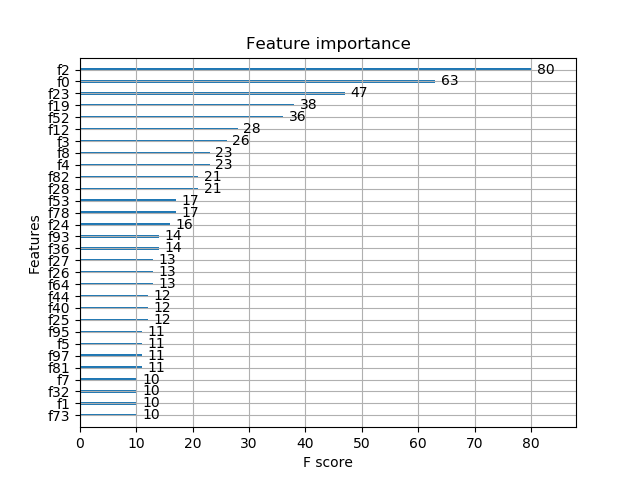 Feature importance
f2 80
f0 63
f23 47
f19 38
f52 36
f12 28
f3 26
f8 23
f4 23
f82 21
f28 21
f53 17
f78 17
f24 16
f93 14
f36 14
f27 13
f26 13
f64 13
f44 12
f40 12
f25 12
f95 11
f5 11
f97 11
f81 11
f7 10
f32 10
f1 10
f73 10
Features
0 10 20 30 40 50 60 70 80
F score